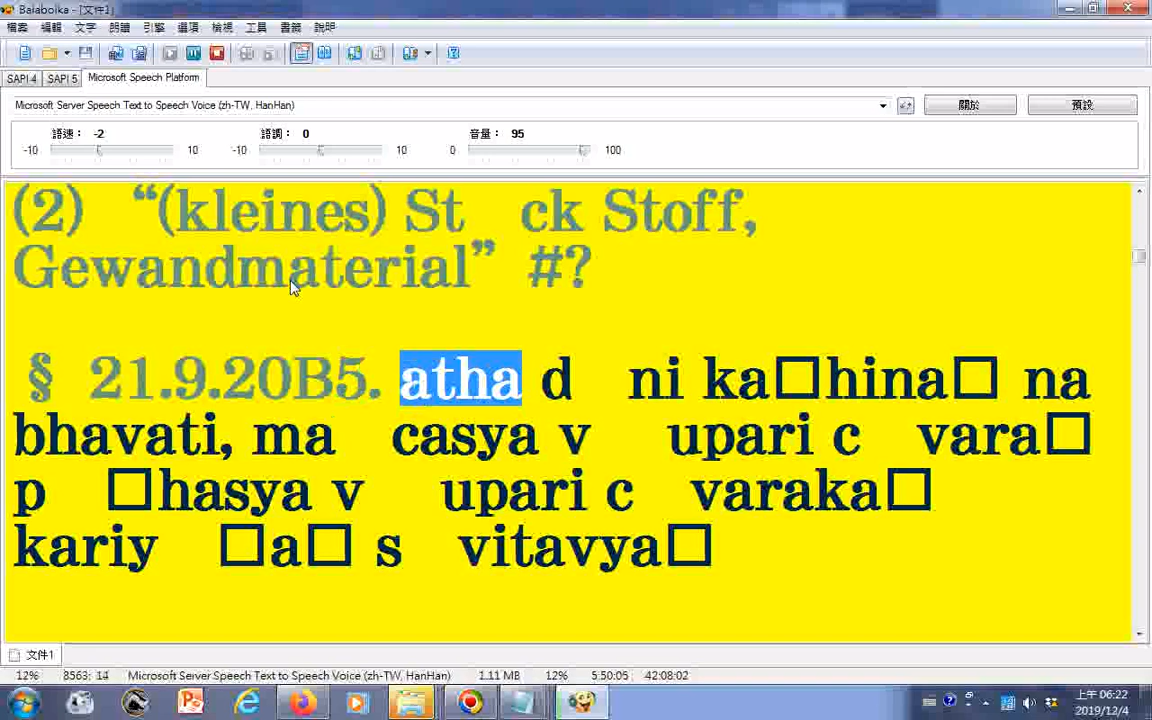 Balabolka - [文件1]
檔案 編輯 文字 朗讀 引擎 選項 檢視 工具 書籤 說明
SAPI 4 SAPI 5 Microsoft Speech Platform
Microsoft Server Speech Text to Speech Voice (zh-TW, HanHan) 關於 預設
語速： -2 語調： 0 音量： 95
-10 10 -10 10 0 100
(2) “(kleines) St ck Stoff,
Gewandmaterial” #?
§ 21.9.20B5. atha d ni ka□hina□ na
bhavati, ma casya v upari c vara□
p □hasya v upari c varaka□
kariy □a□ s vitavya□
文件1
12% 8563: 14 Microsoft Server Speech Text to Speech Voice (zh-TW, HanHan) 1.11 MB 12% 5:50:05 42:08:02
上午 06:22
2019/12/4